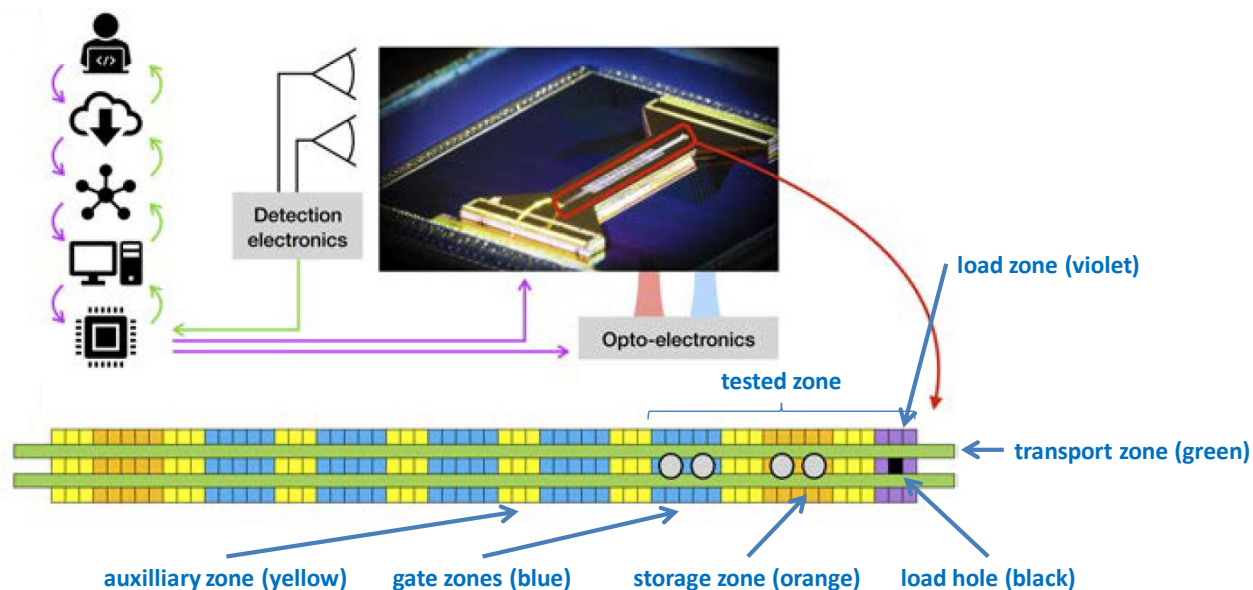 </>
Detection
electronics
Opto-electronics
load zone (violet)
tested zone
transport zone (green)
auxilliary zone (yellow)
gate zones (blue)
storage zone (orange)
load hole (black)